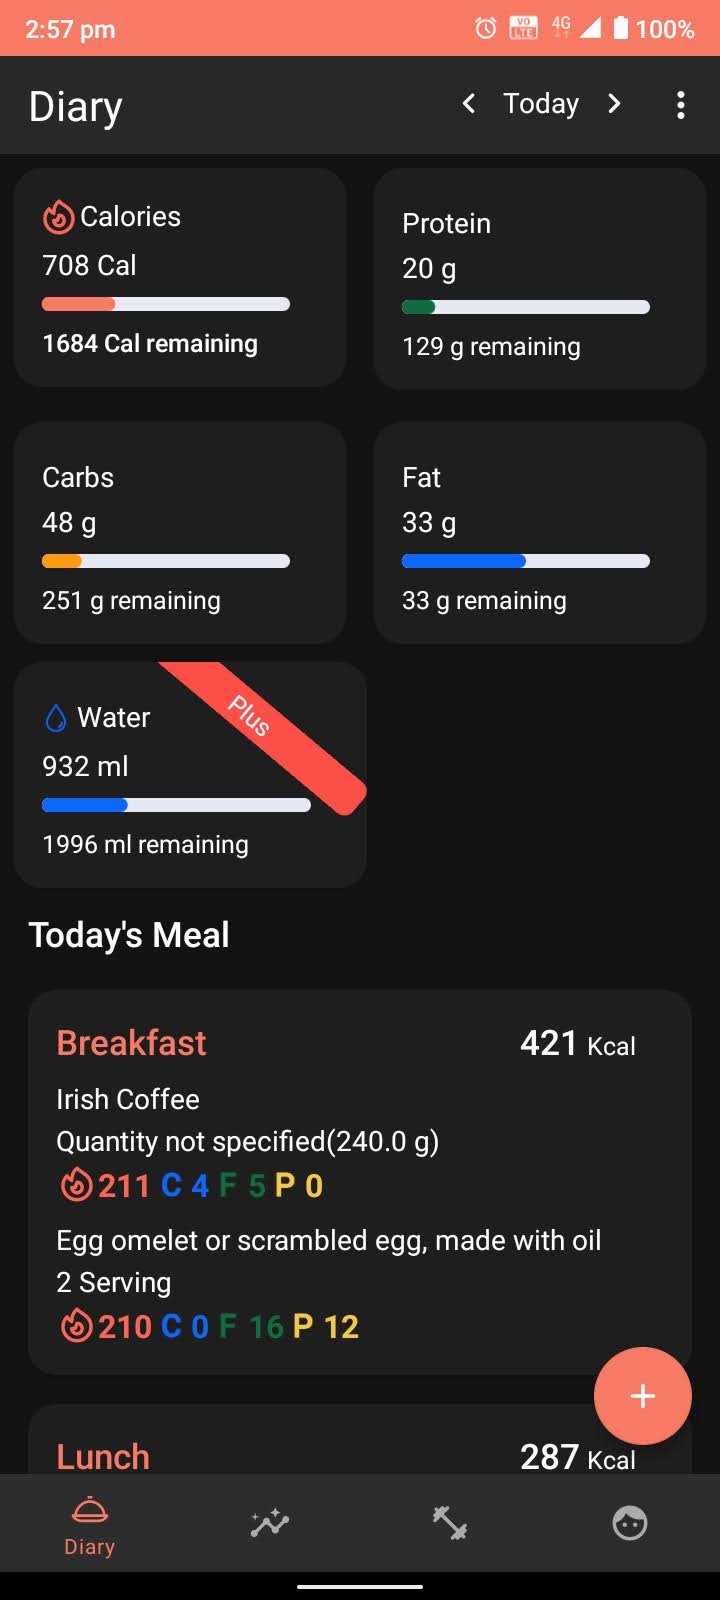 2:57 pm
VO LTE
4G
100%
Diary
Today
Calories
708 Cal
1684 Cal remaining
Protein
20 g
129 g remaining
Carbs
48 g
251 g remaining
Fat
33 g
33 g remaining
Water
Plus
932 ml
1996 ml remaining
Today's Meal
Breakfast 421 Kcal
Irish Coffee
Quantity not specified(240.0 g)
211 C 4 F 5 P 0
Egg omelet or scrambled egg, made with oil
2 Serving
210 C 0 F 16 P 12
+
Lunch 287 Kcal
Diary